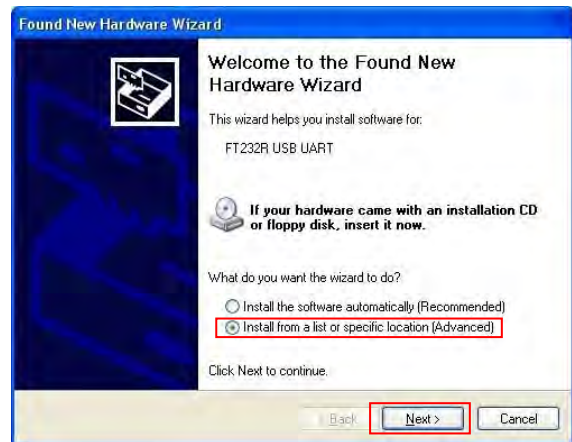 Found New Hardware Wizard
Welcome to the Found New
Hardware Wizard
This wizard helps you install software for:
FT232R USB UART
If your hardware came with an installation CD
or floppy disk, insert it now.
What do you want the wizard to do?
Install the software automatically (Recommended)
Install from a list or specific location (Advanced)
Click Next to continue.
Back Next > Cancel